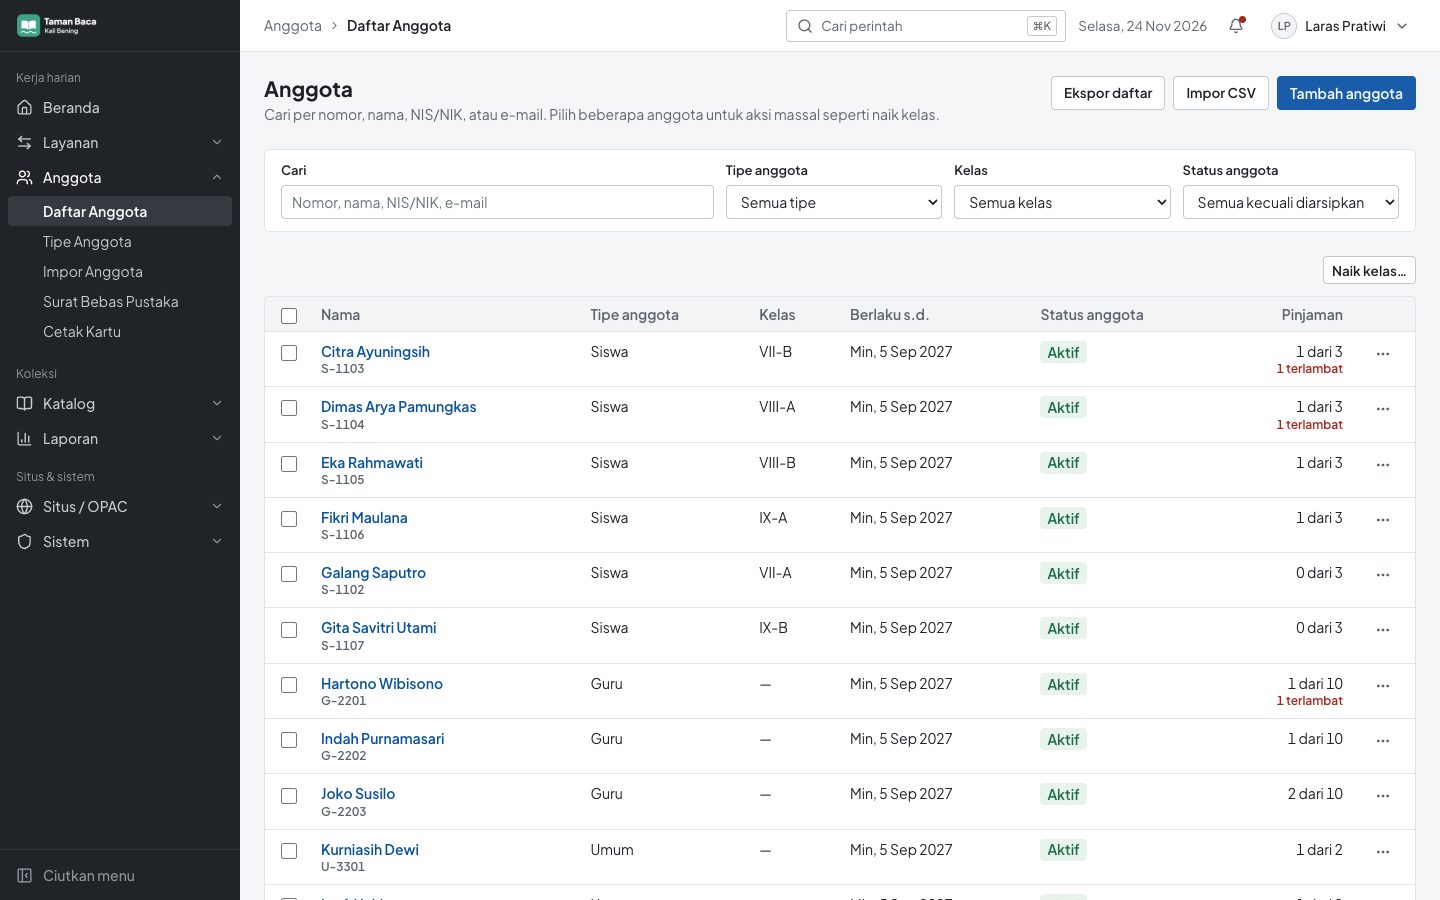 Taman Baca
Kali Bening
Kerja harian
Beranda
Layanan
Anggota
Daftar Anggota
Tipe Anggota
Impor Anggota
Surat Bebas Pustaka
Cetak Kartu
Koleksi
Katalog
Laporan
Situs & sistem
Situs / OPAC
Sistem
Ciutkan menu
Anggota > Daftar Anggota
Cari perintah ⌘K
Selasa, 24 Nov 2026
LP Laras Pratiwi
Anggota
Cari per nomor, nama, NIS/NIK, atau e-mail. Pilih beberapa anggota untuk aksi massal seperti naik kelas.
Ekspor daftar Impor CSV Tambah anggota
Cari Tipe anggota Kelas Status anggota
Nomor, nama, NIS/NIK, e-mail Semua tipe Semua kelas Semua kecuali diarsipkan
Naik kelas…
Nama Tipe anggota Kelas Berlaku s.d. Status anggota Pinjaman
Citra Ayuningsih Siswa VII-B Min, 5 Sep 2027 Aktif 1 dari 3 ···
S-1103 1 terlambat
Dimas Arya Pamungkas Siswa VIII-A Min, 5 Sep 2027 Aktif 1 dari 3 ···
S-1104 1 terlambat
Eka Rahmawati Siswa VIII-B Min, 5 Sep 2027 Aktif 1 dari 3 ···
S-1105
Fikri Maulana Siswa IX-A Min, 5 Sep 2027 Aktif 1 dari 3 ···
S-1106
Galang Saputro Siswa VII-A Min, 5 Sep 2027 Aktif 0 dari 3 ···
S-1102
Gita Savitri Utami Siswa IX-B Min, 5 Sep 2027 Aktif 0 dari 3 ···
S-1107
Hartono Wibisono Guru — Min, 5 Sep 2027 Aktif 1 dari 10 ···
G-2201 1 terlambat
Indah Purnamasari Guru — Min, 5 Sep 2027 Aktif 1 dari 10 ···
G-2202
Joko Susilo Guru — Min, 5 Sep 2027 Aktif 2 dari 10 ···
G-2203
Kurniasih Dewi Umum — Min, 5 Sep 2027 Aktif 1 dari 2 ···
U-3301